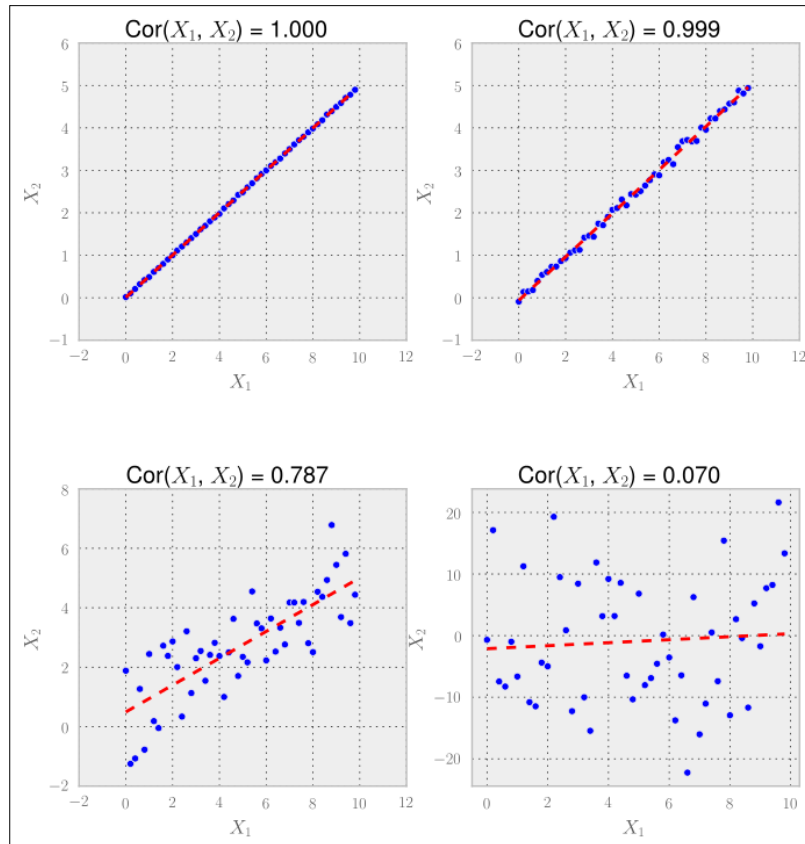 Cor(X₁, X₂) = 1.000
Cor(X₁, X₂) = 0.999
6
5
4
3
2
1
0
−1
X₂
−2 0 2 4 6 8 10 12
X₁
6
5
4
3
2
1
0
−1
X₂
−2 0 2 4 6 8 10 12
X₁
Cor(X₁, X₂) = 0.787
Cor(X₁, X₂) = 0.070
8
6
4
2
0
−2
X₂
−2 0 2 4 6 8 10 12
X₁
20
10
0
−10
−20
X₂
0 2 4 6 8 10
X₁